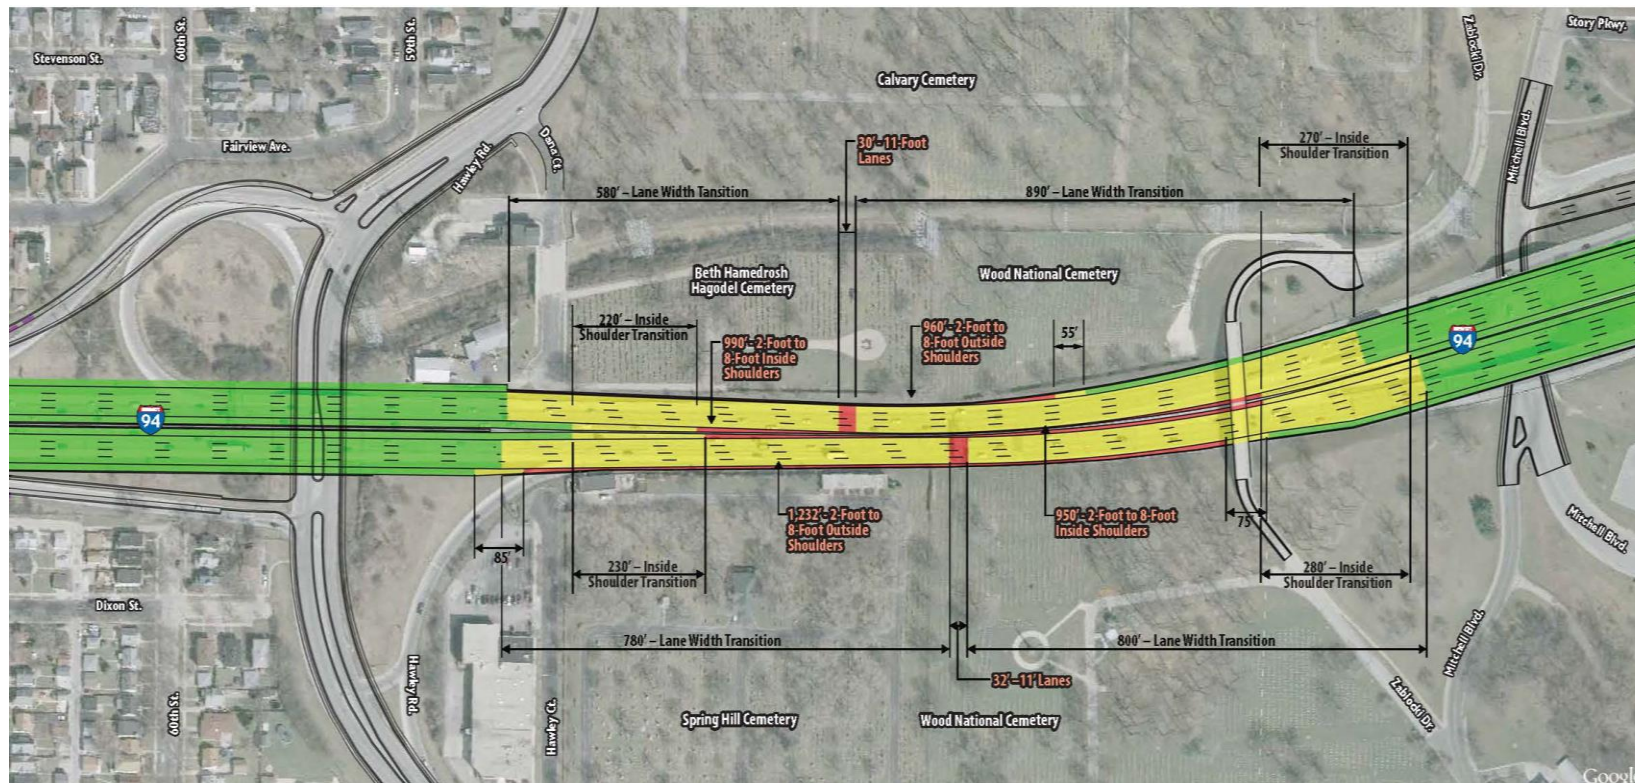 60th St.
59th St.
Stevenson St.
Fairview Ave.
Hawley Rd.
Dana Ct.
Calvary Cemetery
Zablocki Dr.
Story Pkwy.
Mitchell Blvd.
30' - 11-Foot
Lanes
270' – Inside
Shoulder Transition
580' – Lane Width Tansition
890' – Lane Width Transition
Beth Hamedrosh
Hagodel Cemetery
Wood National Cemetery
220' – Inside
Shoulder Transition
990' - 2-Foot to
8-Foot Inside
Shoulders
960' - 2-Foot to
8-Foot Outside
Shoulders
55'
94
94
1,232' - 2-Foot to
8-Foot Outside
Shoulders
950' - 2-Foot to 8-Foot
Inside Shoulders
75'
85'
230' – Inside
Shoulder Transition
280' – Inside
Shoulder Transition
Mitchell Blvd.
Dixon St.
780' – Lane Width Transition
800' – Lane Width Transition
Mitchell Blvd.
32' – 11' Lanes
60th St.
Hawley Rd.
Hawley Ct.
Spring Hill Cemetery
Wood National Cemetery
Zablocki Dr.
Google